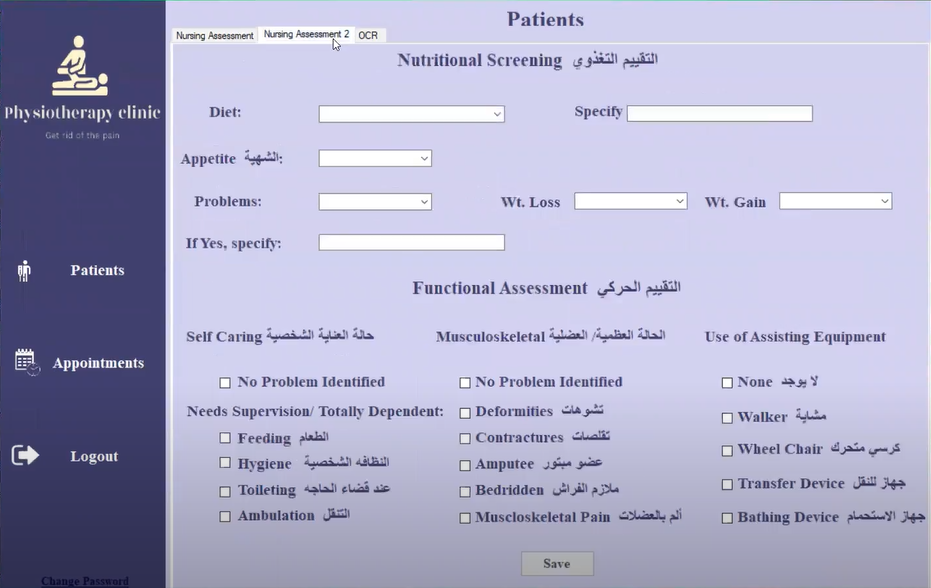 Physiotherapy clinic
Get rid of the pain
Patients
Appointments
Logout
Change Password
Patients
Nursing Assessment
Nursing Assessment 2
OCR
Nutritional Screening التقييم التغذوي
Diet:
Specify
Appetite الشهية:
Problems:
Wt. Loss
Wt. Gain
If Yes, specify:
Functional Assessment التقييم الحركي
Self Caring حالة العناية الشخصية
No Problem Identified
Needs Supervision/ Totally Dependent:
Feeding الطعام
Hygiene النظافه الشخصية
Toileting عند قضاء الحاجه
Ambulation التنقل
Musculoskeletal الحالة العظمية/ العضلية
No Problem Identified
Deformities تشوهات
Contractures تقلصات
Amputee عضو مبتور
Bedridden ملازم الفراش
Muscloskeletal Pain ألم بالعضلات
Use of Assisting Equipment
None لا يوجد
Walker مشاية
Wheel Chair كرسي متحرك
Transfer Device جهاز للنقل
Bathing Device جهاز الاستحمام
Save